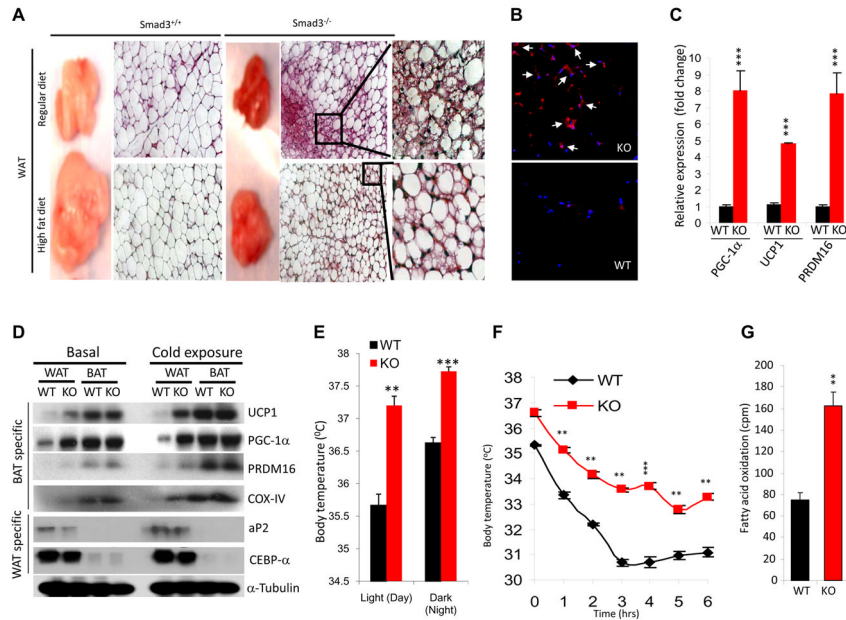 A
Smad3+/+
Smad3-/-
WAT
Regular diet
High fat diet
B
KO
WT
C
Relative expression (fold change)
10
9
8
7
6
5
4
3
2
1
0
***
***
***
WT KO WT KO WT KO
PGC-1α
UCP1
PRDM16
D
Basal
Cold exposure
WAT BAT WAT BAT
WT KO WT KO WT KO WT KO
BAT specific
WAT specific
UCP1
PGC-1α
PRDM16
COX-IV
aP2
CEBP-α
α-Tubulin
E
WT
KO
Body temperature (⁰C)
38
37.5
37
36.5
36
35.5
35
34.5
**
***
Light (Day)
Dark
(Night)
F
WT
KO
Body temperature (⁰C)
38
36
35
33
32
30
**
**
**
***
**
**
0 1 2 3 4 5 6
Time (hrs)
G
Fatty acid oxidation (cpm)
200
180
160
140
120
100
80
60
40
20
0
**
WT KO